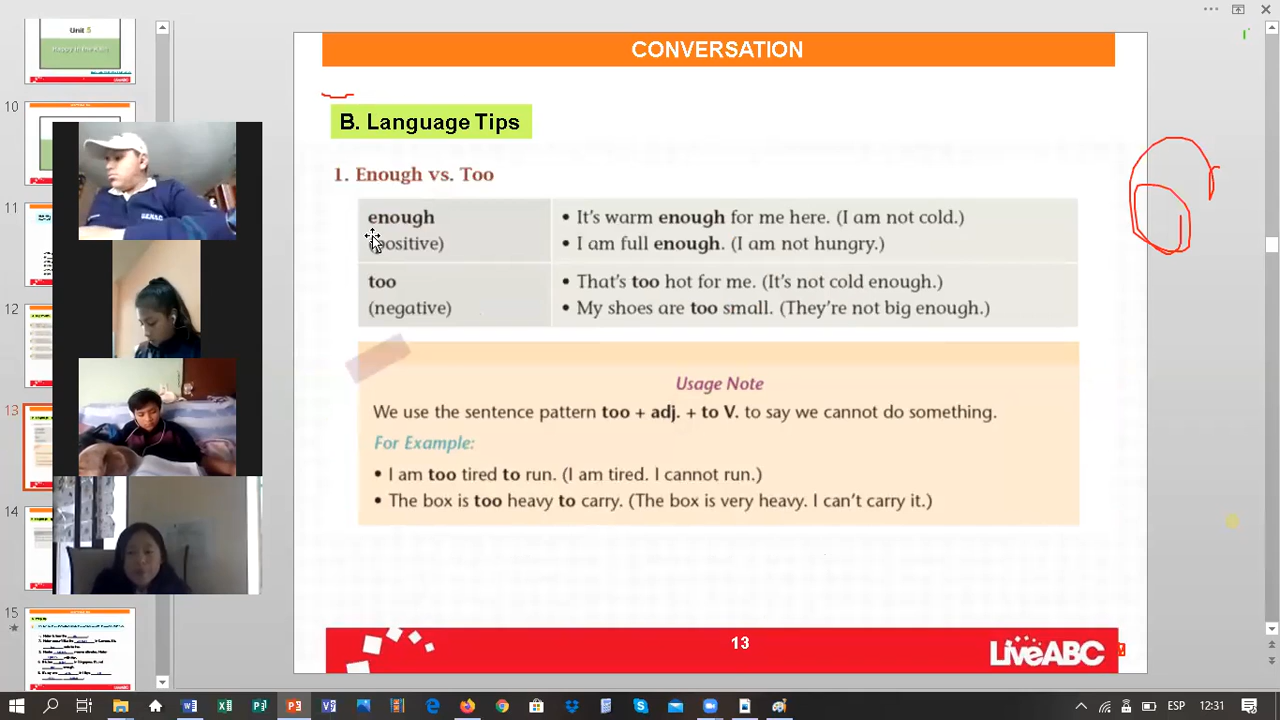 Unit 5
CONVERSATION
B. Language Tips
1. Enough vs. Too
enough
(positive)
• It's warm enough for me here. (I am not cold.)
• I am full enough. (I am not hungry.)
too
(negative)
• That's too hot for me. (It's not cold enough.)
• My shoes are too small. (They're not big enough.)
Usage Note
We use the sentence pattern too + adj. + to V. to say we cannot do something.
For Example:
• I am too tired to run. (I am tired. I cannot run.)
• The box is too heavy to carry. (The box is very heavy. I can't carry it.)
13
LiveABC
10
11
12
13
14
15
ESP
12:31